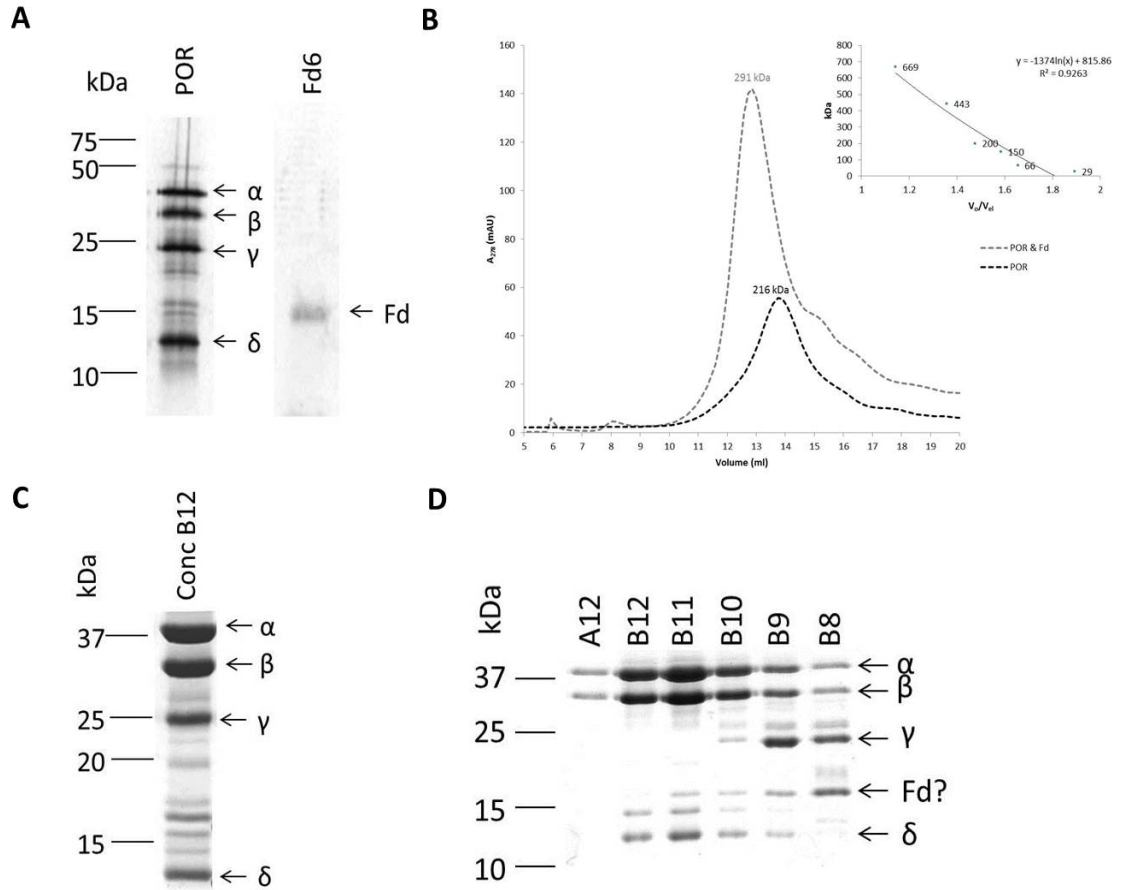 A
kDa
POR
Fd6
75
50
25
15
10
← α
← β
← γ
← δ
← Fd
B
160
140
120
100
80
60
40
20
0
A₂₇₈ (mAU)
5 6 7 8 9 10 11 12 13 14 15 16 17 18 19 20
Volume (ml)
291 kDa
216 kDa
800
700
600
500
400
300
200
100
0
kDa
1 1.2 1.4 1.6 1.8 2
V₀/Vₑₗ
669
443
200
150
66
29
y = -1374ln(x) + 815.86
R² = 0.9263
POR & Fd
POR
C
kDa
Conc B12
37
25
20
15
← α
← β
← γ
← δ
D
kDa
A12 B12 B11 B10 B9 B8
37
25
15
10
← α
← β
← γ
← Fd?
← δ